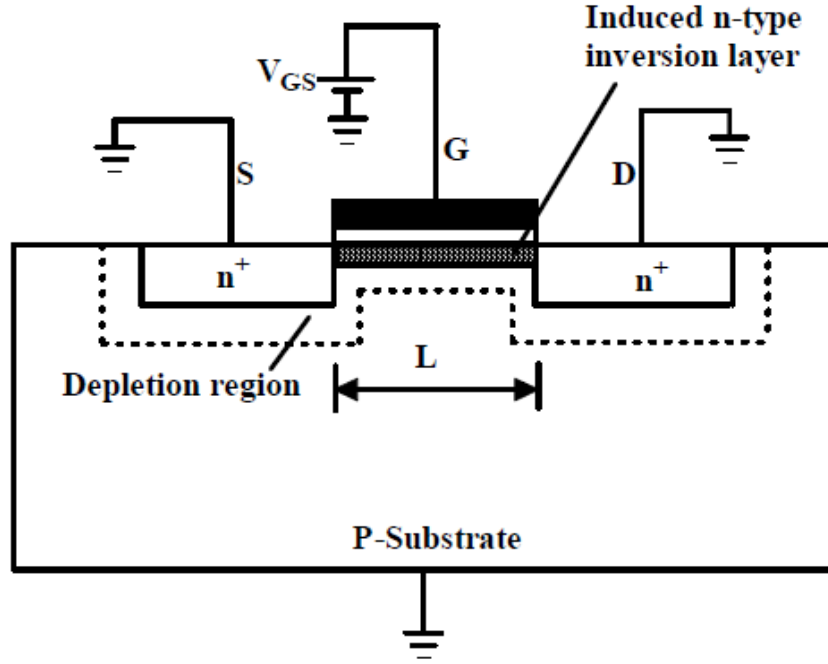 Induced n-type
inversion layer
V_GS
G
S
D
n⁺
n⁺
L
Depletion region
P-Substrate